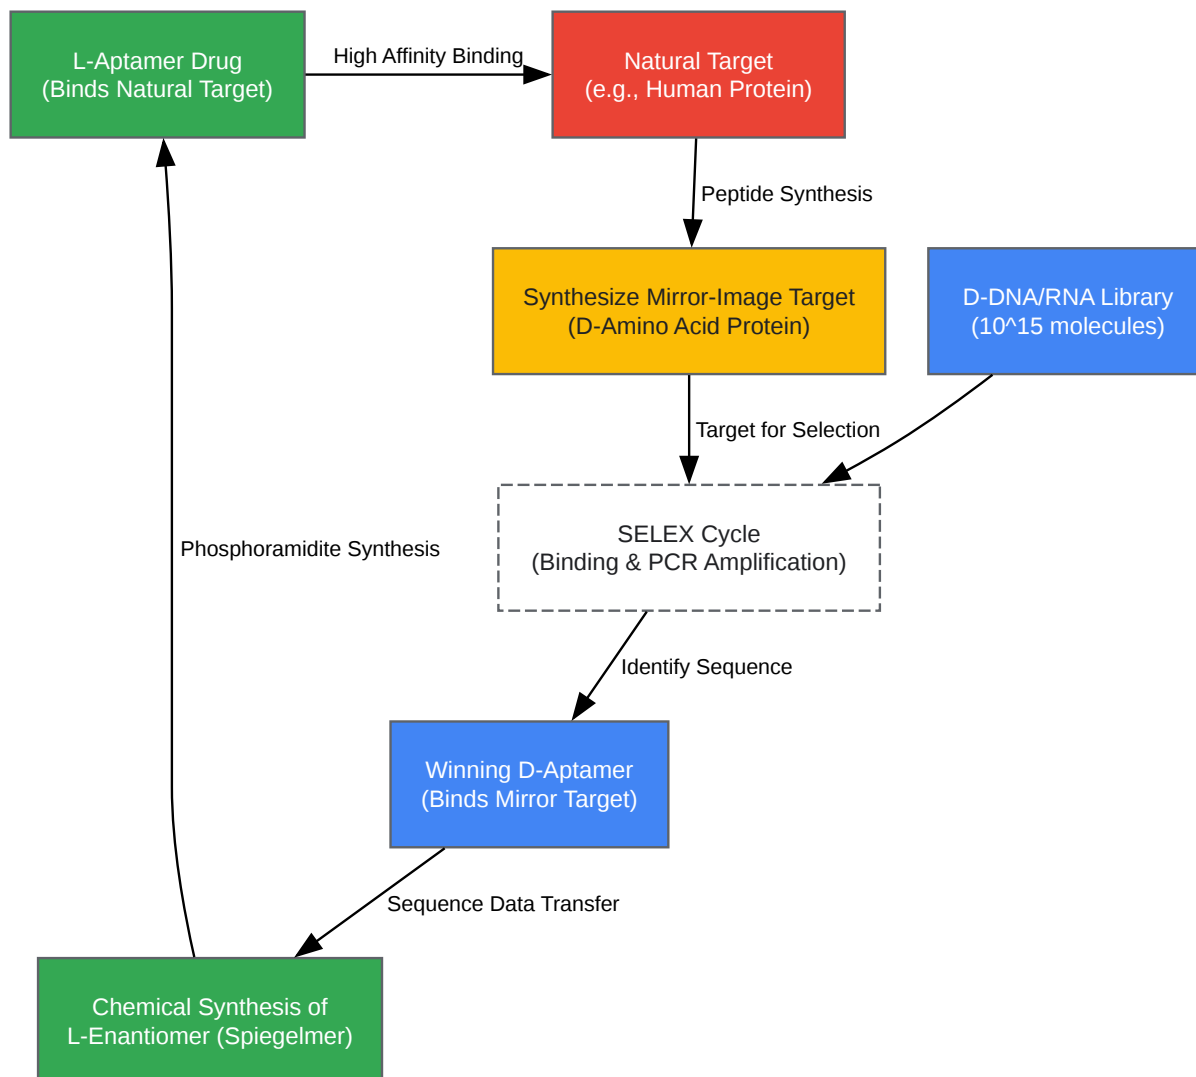 L-Aptamer Drug
(Binds Natural Target)
High Affinity Binding
Natural Target
(e.g., Human Protein)
Peptide Synthesis
Synthesize Mirror-Image Target
(D-Amino Acid Protein)
D-DNA/RNA Library
(10^15 molecules)
Target for Selection
SELEX Cycle
(Binding & PCR Amplification)
Phosphoramidite Synthesis
Identify Sequence
Winning D-Aptamer
(Binds Mirror Target)
Sequence Data Transfer
Chemical Synthesis of
L-Enantiomer (Spiegelmer)